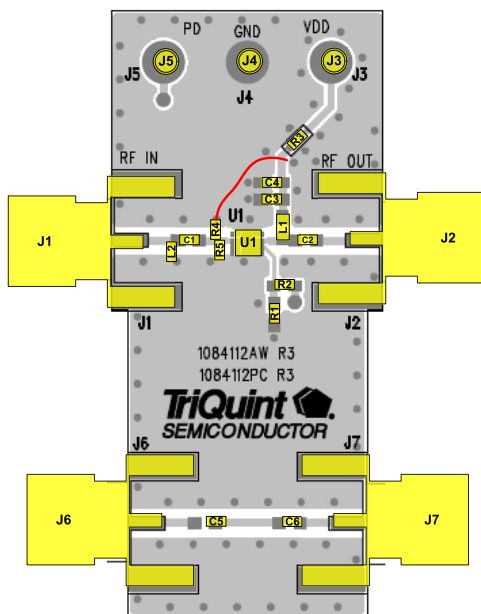 PD GND VDD
J5 J4 J3
J5 J4 J3
R3
RF IN RF OUT
C4
C3
R4 U1 L1
J1 C1 R5 U1 C2 J2
L2
R2
R1
J1 J2
1084112AW R3
1084112PC R3
TriQuint
SEMICONDUCTOR
J6 J7
J6 C5 C6 J7